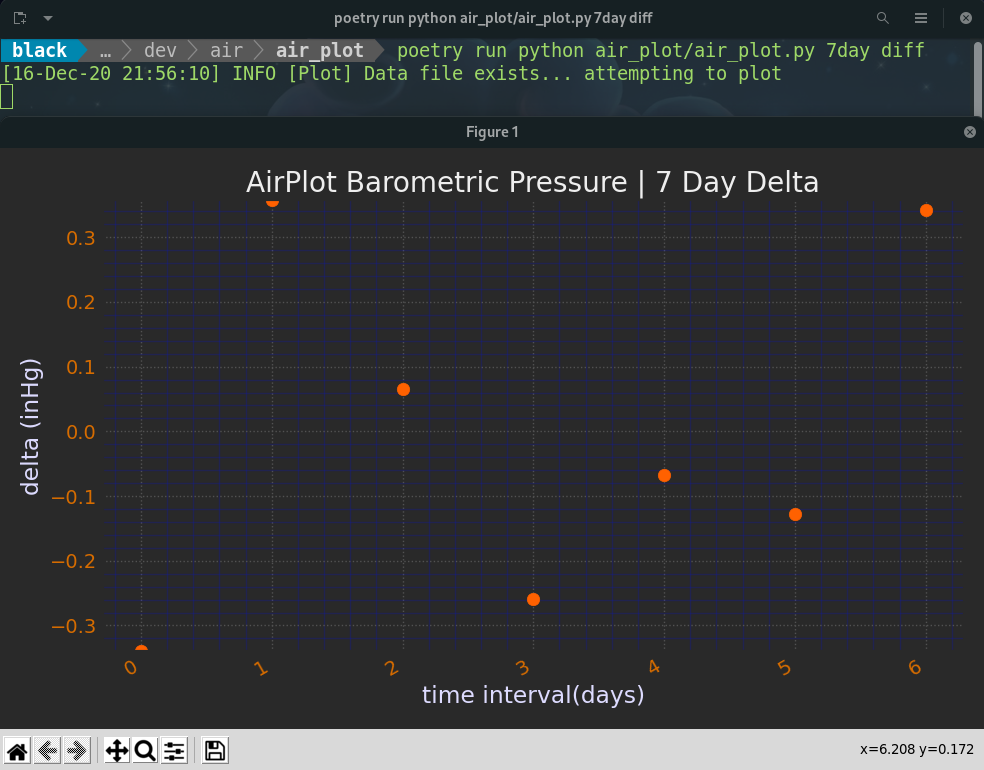 poetry run python air_plot/air_plot.py 7day diff
black … dev air air_plot poetry run python air_plot/air_plot.py 7day diff
[16-Dec-20 21:56:10] INFO [Plot] Data file exists... attempting to plot
Figure 1
AirPlot Barometric Pressure | 7 Day Delta
0.3
0.2
0.1
0.0
−0.1
−0.2
−0.3
delta (inHg)
0 1 2 3 4 5 6
time interval(days)
x=6.208 y=0.172